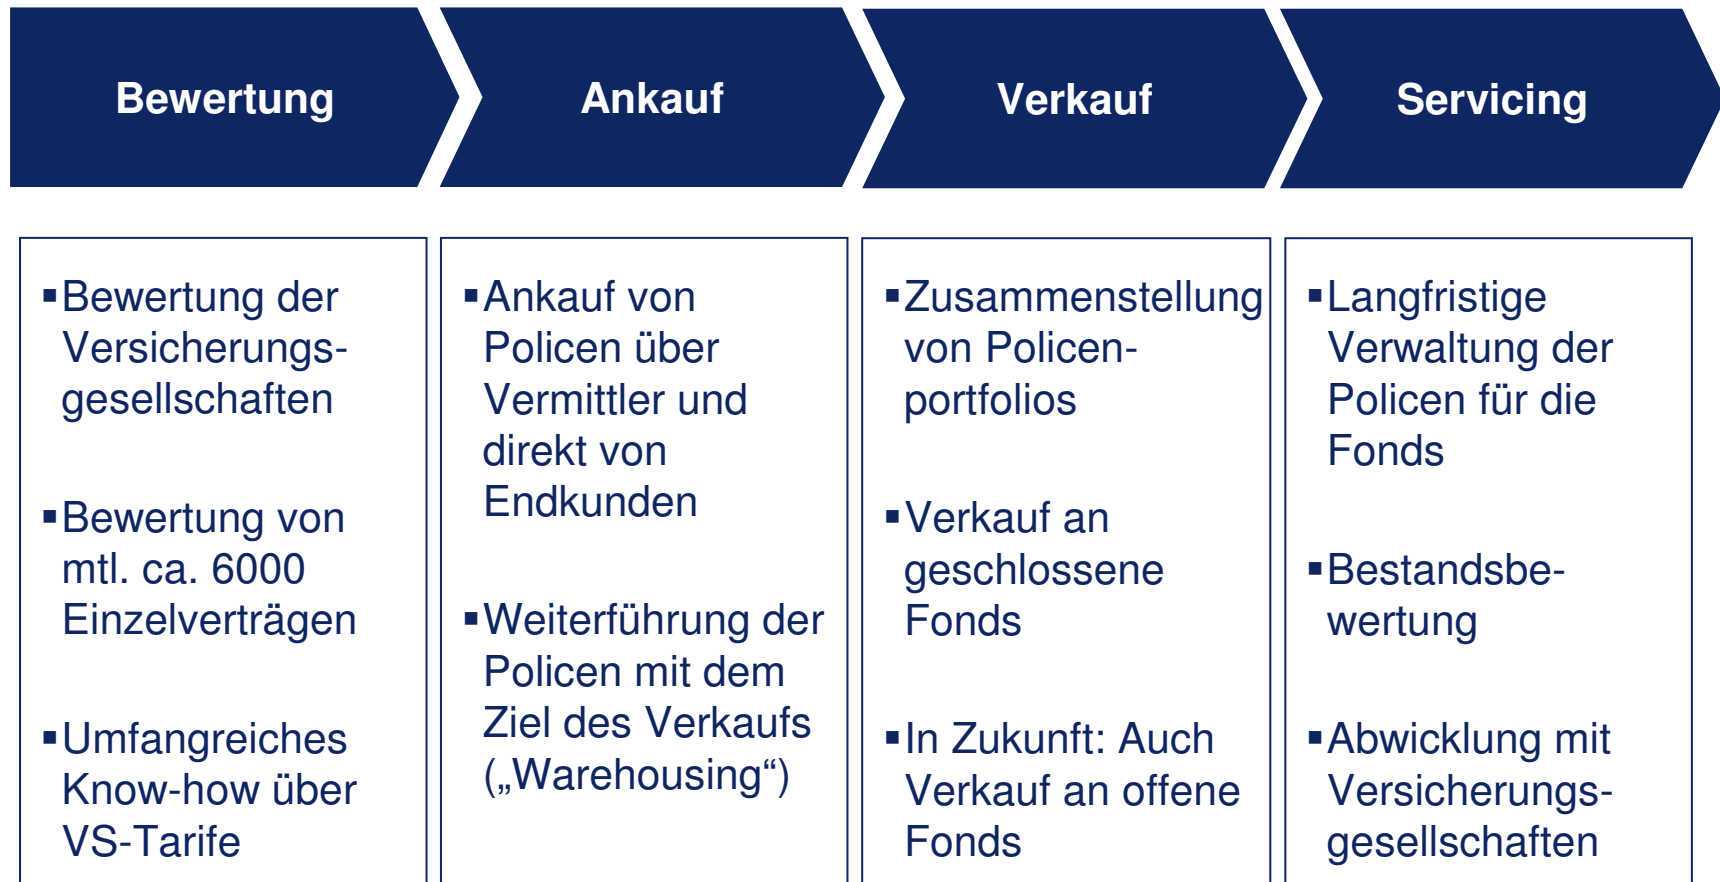 Bewertung
Ankauf
Verkauf
Servicing
▪Bewertung der
Versicherungs-
gesellschaften
▪Bewertung von
mtl. ca. 6000
Einzelverträgen
▪Umfangreiches
Know-how über
VS-Tarife
▪Ankauf von
Policen über
Vermittler und
direkt von
Endkunden
▪Weiterführung der
Policen mit dem
Ziel des Verkaufs
(„Warehousing“)
▪Zusammenstellung
von Policen-
portfolios
▪Verkauf an
geschlossene
Fonds
▪In Zukunft: Auch
Verkauf an offene
Fonds
▪Langfristige
Verwaltung der
Policen für die
Fonds
▪Bestandsbe-
wertung
▪Abwicklung mit
Versicherungs-
gesellschaften